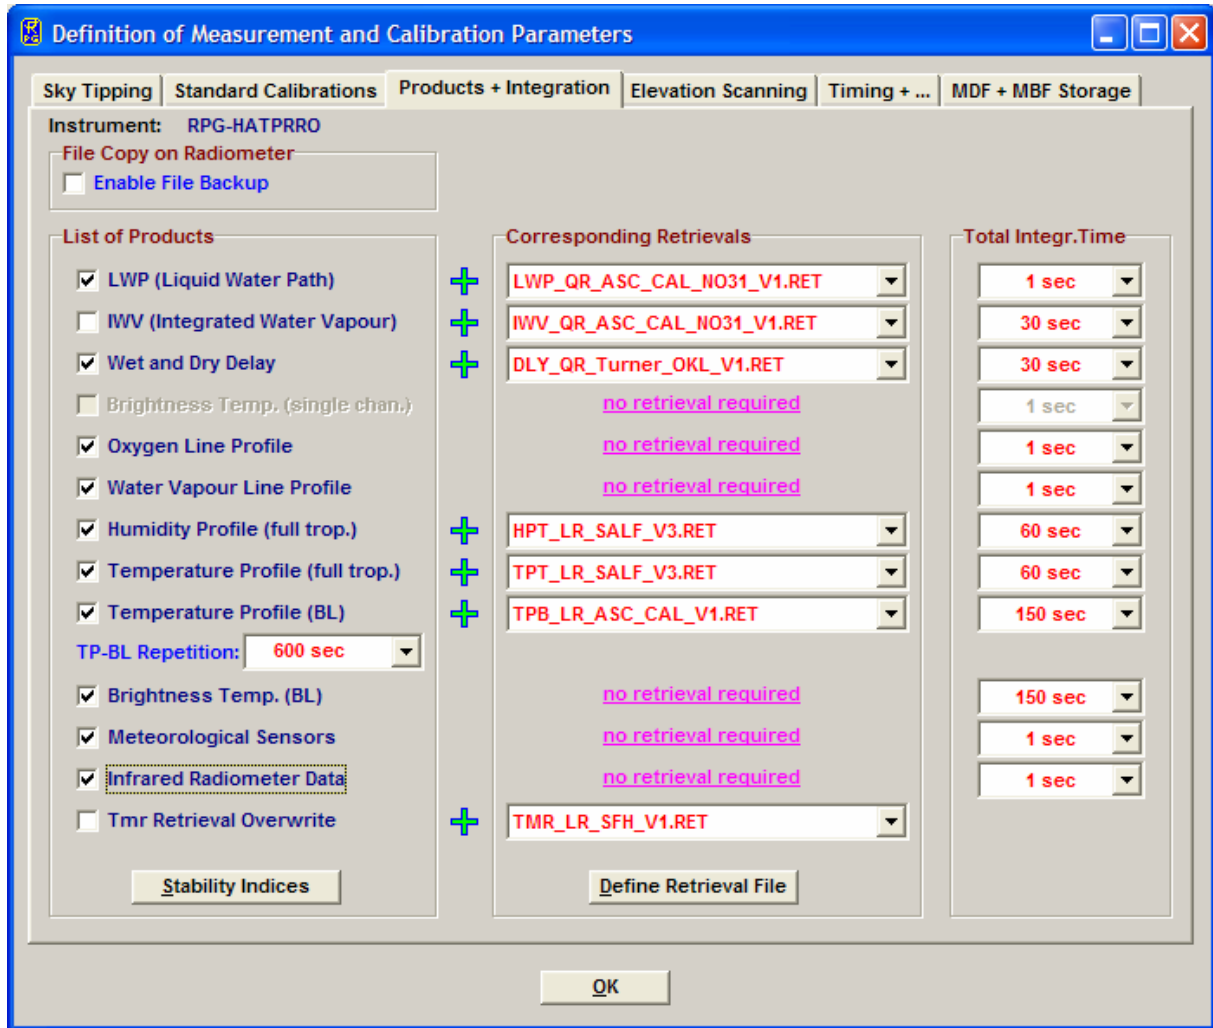 Definition of Measurement and Calibration Parameters
Sky Tipping Standard Calibrations Products + Integration Elevation Scanning Timing + ... MDF + MBF Storage
Instrument: RPG-HATPRRO
File Copy on Radiometer
Enable File Backup
List of Products Corresponding Retrievals Total Integr.Time
LWP (Liquid Water Path) LWP_QR_ASC_CAL_NO31_V1.RET 1 sec
IWV (Integrated Water Vapour) IWV_QR_ASC_CAL_NO31_V1.RET 30 sec
Wet and Dry Delay DLY_QR_Turner_OKL_V1.RET 30 sec
Brightness Temp. (single chan.) no retrieval required 1 sec
Oxygen Line Profile no retrieval required 1 sec
Water Vapour Line Profile no retrieval required 1 sec
Humidity Profile (full trop.) HPT_LR_SALF_V3.RET 60 sec
Temperature Profile (full trop.) TPT_LR_SALF_V3.RET 60 sec
Temperature Profile (BL) TPB_LR_ASC_CAL_V1.RET 150 sec
TP-BL Repetition: 600 sec
Brightness Temp. (BL) no retrieval required 150 sec
Meteorological Sensors no retrieval required 1 sec
Infrared Radiometer Data no retrieval required 1 sec
Tmr Retrieval Overwrite TMR_LR_SFH_V1.RET
Stability Indices Define Retrieval File
OK